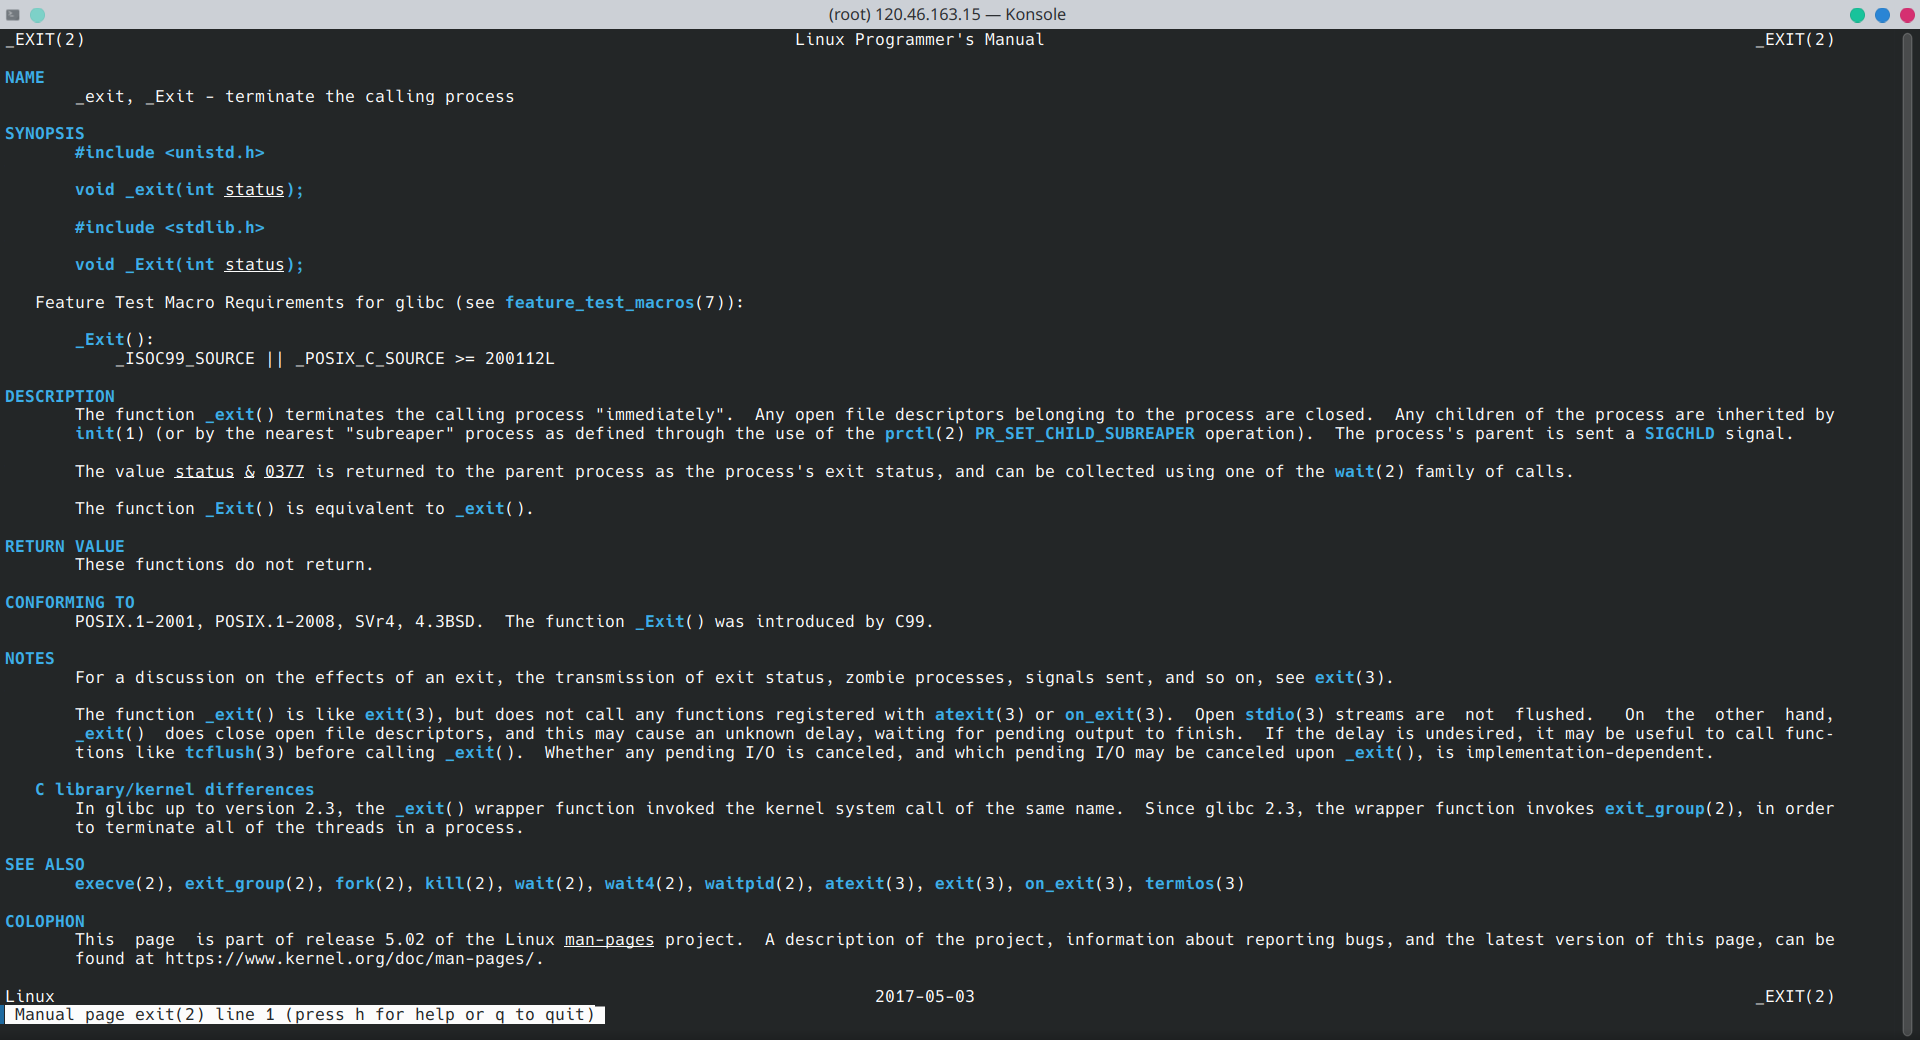 (root) 120.46.163.15 — Konsole
_EXIT(2) Linux Programmer's Manual _EXIT(2)
NAME
_exit, _Exit - terminate the calling process
SYNOPSIS
#include <unistd.h>
void _exit(int status);
#include <stdlib.h>
void _Exit(int status);
Feature Test Macro Requirements for glibc (see feature_test_macros(7)):
_Exit():
_ISOC99_SOURCE || _POSIX_C_SOURCE >= 200112L
DESCRIPTION
The function _exit() terminates the calling process "immediately".  Any open file descriptors belonging to the process are closed.  Any children of the process are inherited by
init(1) (or by the nearest "subreaper" process as defined through the use of the prctl(2) PR_SET_CHILD_SUBREAPER operation).  The process's parent is sent a SIGCHLD signal.
The value status & 0377 is returned to the parent process as the process's exit status, and can be collected using one of the wait(2) family of calls.
The function _Exit() is equivalent to _exit().
RETURN VALUE
These functions do not return.
CONFORMING TO
POSIX.1-2001, POSIX.1-2008, SVr4, 4.3BSD.  The function _Exit() was introduced by C99.
NOTES
For a discussion on the effects of an exit, the transmission of exit status, zombie processes, signals sent, and so on, see exit(3).
The function _exit() is like exit(3), but does not call any functions registered with atexit(3) or on_exit(3).  Open stdio(3) streams are  not  flushed.   On  the  other  hand,
_exit()  does close open file descriptors, and this may cause an unknown delay, waiting for pending output to finish.  If the delay is undesired, it may be useful to call func-
tions like tcflush(3) before calling _exit().  Whether any pending I/O is canceled, and which pending I/O may be canceled upon _exit(), is implementation-dependent.
C library/kernel differences
In glibc up to version 2.3, the _exit() wrapper function invoked the kernel system call of the same name.  Since glibc 2.3, the wrapper function invokes exit_group(2), in order
to terminate all of the threads in a process.
SEE ALSO
execve(2), exit_group(2), fork(2), kill(2), wait(2), wait4(2), waitpid(2), atexit(3), exit(3), on_exit(3), termios(3)
COLOPHON
This  page  is part of release 5.02 of the Linux man-pages project.  A description of the project, information about reporting bugs, and the latest version of this page, can be
found at https://www.kernel.org/doc/man-pages/.
Linux 2017-05-03 _EXIT(2)
Manual page exit(2) line 1 (press h for help or q to quit)